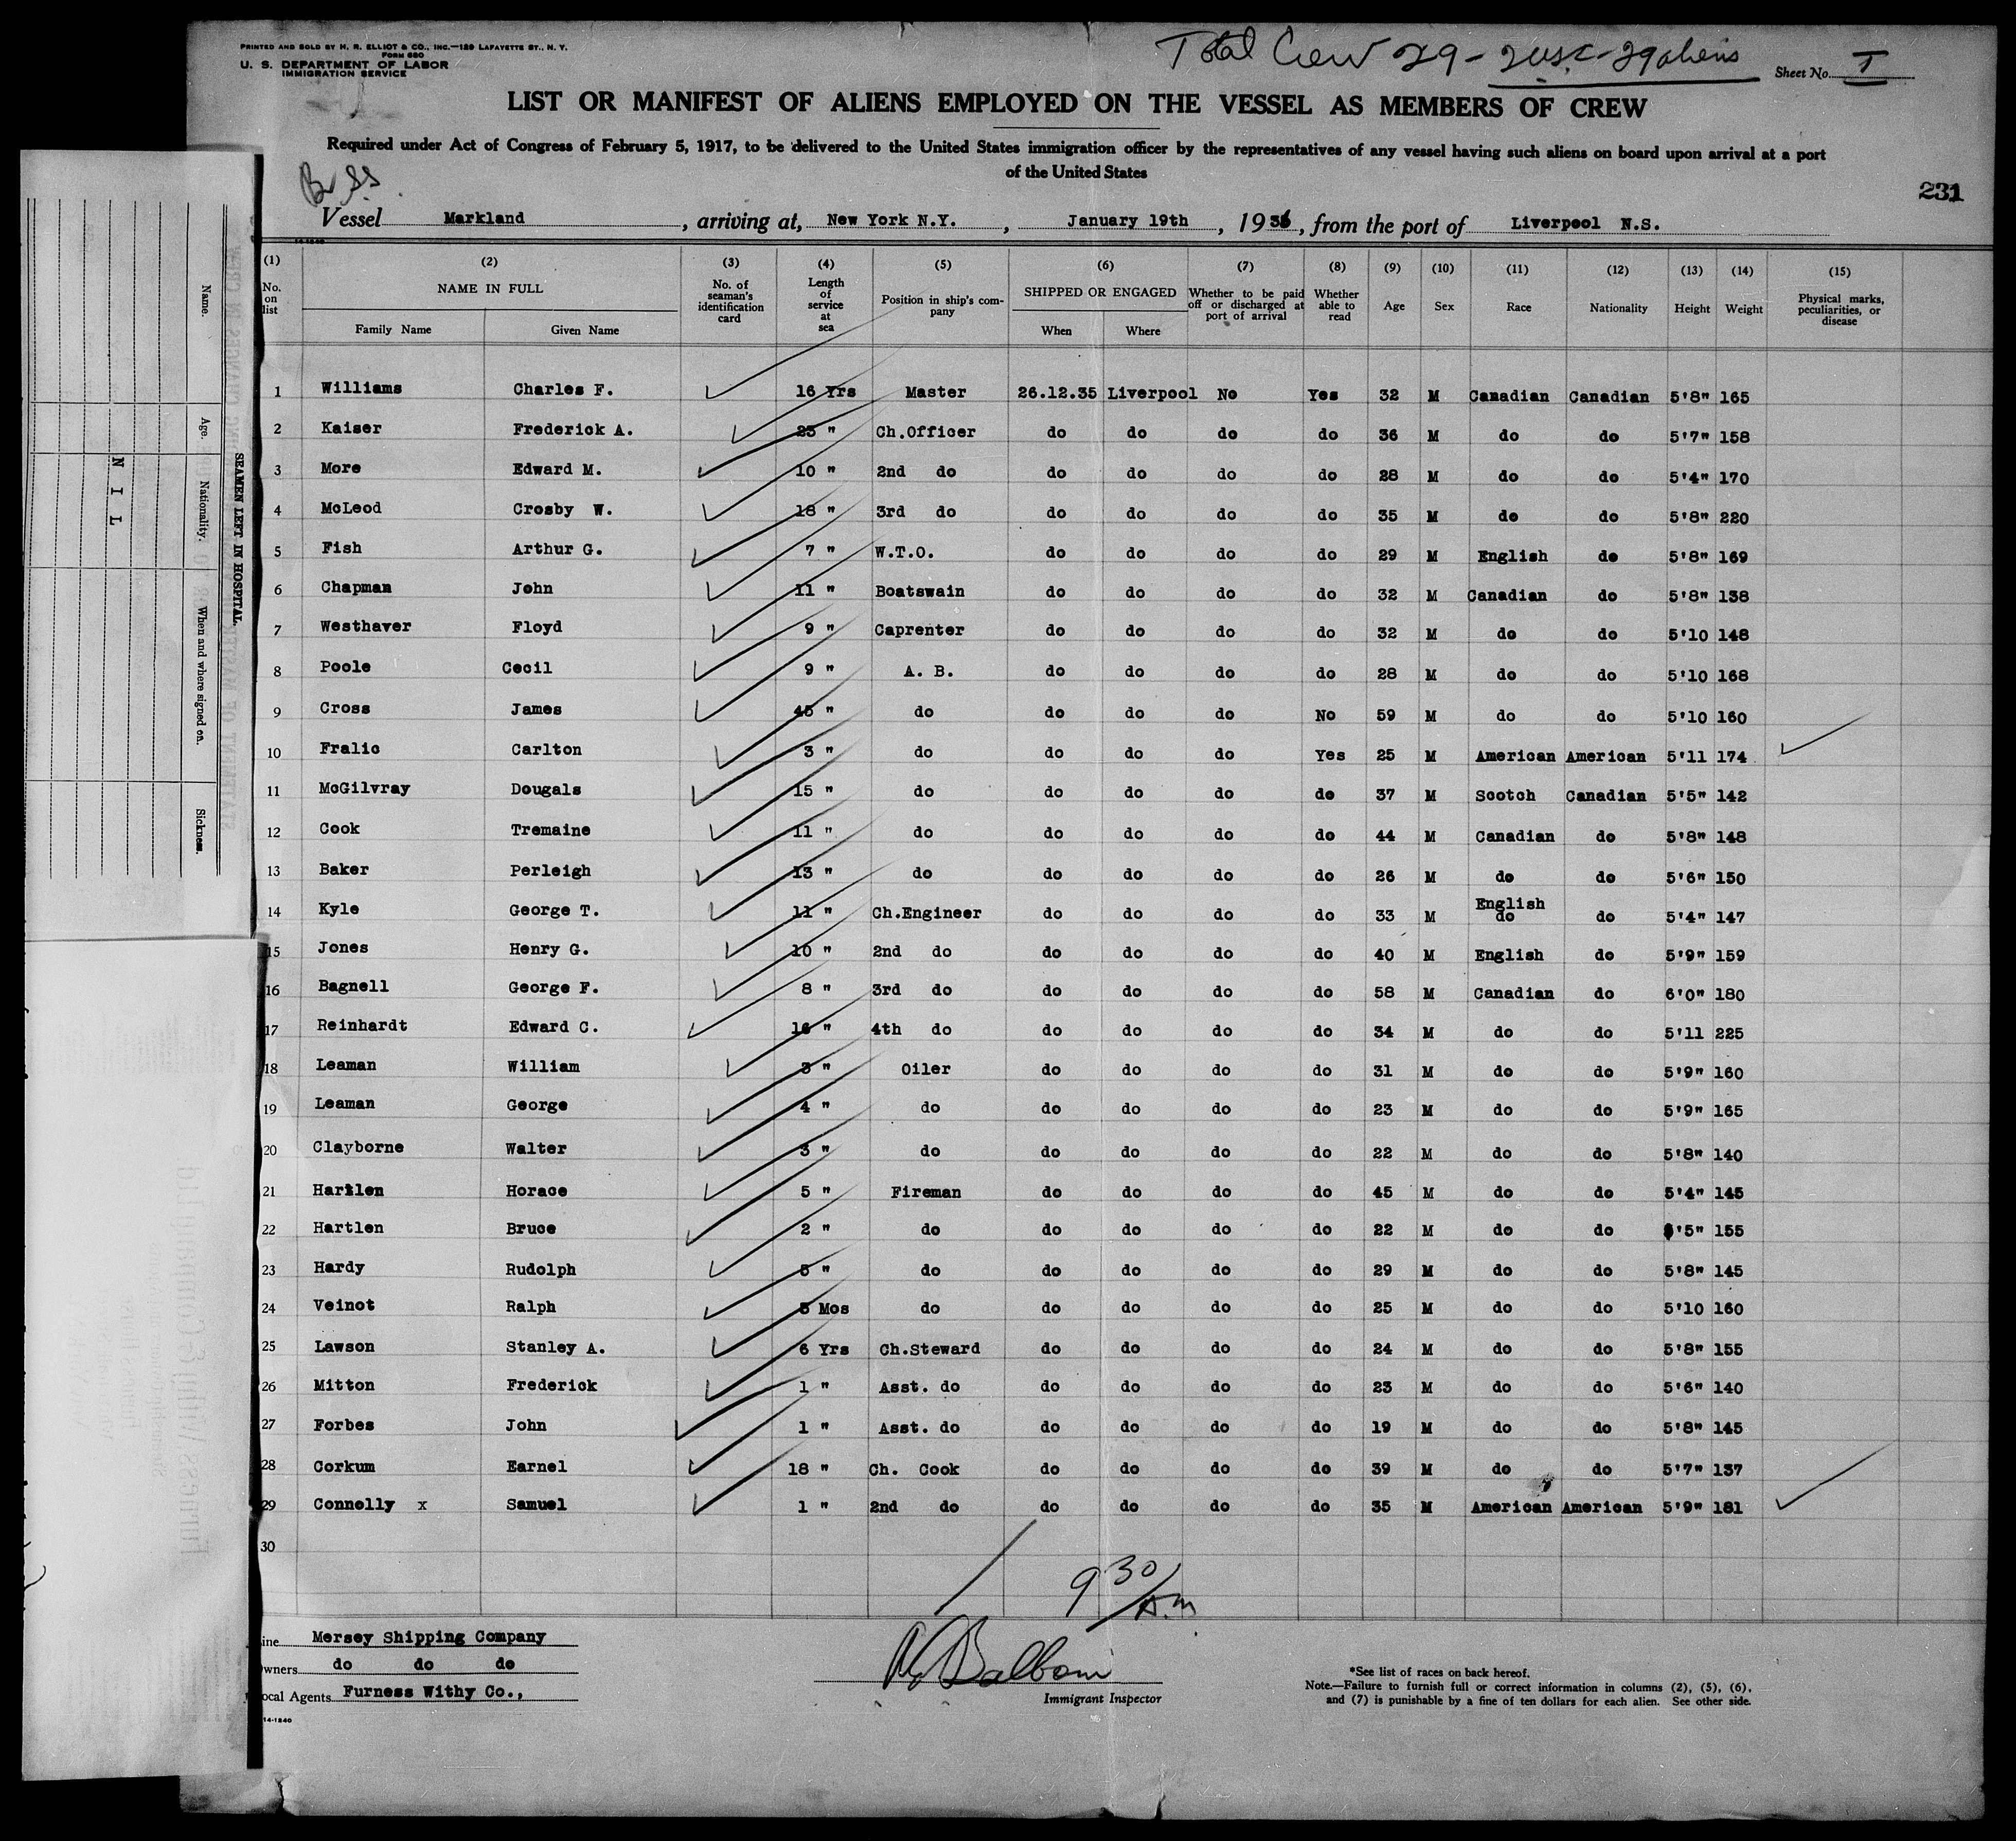 PRINTED AND SOLD BY H. R. ELLIOT & CO., INC.—129 LAFAYETTE ST., N. Y.
FORM 680
U. S. DEPARTMENT OF LABOR
IMMIGRATION SERVICE
Total Crew 29 - 2 USC - 29 aliens
Sheet No. I
LIST OR MANIFEST OF ALIENS EMPLOYED ON THE VESSEL AS MEMBERS OF CREW
Required under Act of Congress of February 5, 1917, to be delivered to the United States immigration officer by the representatives of any vessel having such aliens on board upon arrival at a port
of the United States
Br SS
231
Vessel Markland, arriving at, New York N.Y., January 19th, 1936, from the port of Liverpool N.S.
14-1240
(1) (2) (3) (4) (5) (6) (7) (8) (9) (10) (11) (12) (13) (14) (15)
No. on list NAME IN FULL Family Name Given Name No. of seaman's identification card Length of service at sea Position in ship's company SHIPPED OR ENGAGED When Where Whether to be paid off or discharged at port of arrival Whether able to read Age Sex Race Nationality Height Weight Physical marks, peculiarities, or disease
1 Williams Charles F. 16 Yrs Master 26.12.35 Liverpool No Yes 32 M Canadian Canadian 5'8" 165
2 Kaiser Frederick A. 23 " Ch.Officer do do do do 36 M do do 5'7" 158
3 More Edward M. 10 " 2nd do do do do do 28 M do do 5'4" 170
4 McLeod Crosby W. 18 " 3rd do do do do do 35 M do do 5'8" 220
5 Fish Arthur G. 7 " W.T.O. do do do do 29 M English do 5'8" 169
6 Chapman John 11 " Boatswain do do do do 32 M Canadian do 5'8" 138
7 Westhaver Floyd 9 " Caprenter do do do do 32 M do do 5'10 148
8 Poole Cecil 9 " A. B. do do do do 28 M do do 5'10 168
9 Cross James 45 " do do do do No 59 M do do 5'10 160
10 Fralic Carlton 3 " do do do do Yes 25 M American American 5'11 174
11 McGilvray Dougals 15 " do do do do do 37 M Scotch Canadian 5'5" 142
12 Cook Tremaine 11 " do do do do do 44 M Canadian do 5'8" 148
13 Baker Perleigh 13 " do do do do do 26 M do do 5'6" 150
14 Kyle George T. 11 " Ch.Engineer do do do do 33 M English do do 5'4" 147
15 Jones Henry G. 10 " 2nd do do do do do 40 M English do 5'9" 159
16 Bagnell George F. 8 " 3rd do do do do do 58 M Canadian do 6'0" 180
17 Reinhardt Edward C. 16 " 4th do do do do do 34 M do do 5'11 225
18 Leaman William 3 " Oiler do do do do 31 M do do 5'9" 160
19 Leaman George 4 " do do do do do 23 M do do 5'9" 165
20 Clayborne Walter 3 " do do do do do 22 M do do 5'8" 140
21 Hartlen Horace 5 " Fireman do do do do 45 M do do 5'4" 145
22 Hartlen Bruce 2 " do do do do do 22 M do do '5" 155
23 Hardy Rudolph 5 " do do do do do 29 M do do 5'8" 145
24 Veinot Ralph 5 Mos do do do do do 25 M do do 5'10 160
25 Lawson Stanley A. 6 Yrs Ch.Steward do do do do 24 M do do 5'8" 155
26 Mitton Frederick 1 " Asst. do do do do do 23 M do do 5'6" 140
27 Forbes John 1 " Asst. do do do do do 19 M do do 5'8" 145
28 Corkum Earnel 18 " Ch. Cook do do do do 39 M do do 5'7" 137
29 Connolly x Samuel 1 " 2nd do do do do do 35 M American American 5'9" 181
30
9 30/A.m
ine Mersey Shipping Company
wners do do do
ocal Agents Furness Withy Co.,
14-1240
Immigrant Inspector
*See list of races on back hereof.
Note.—Failure to furnish full or correct information in columns (2), (5), (6),
and (7) is punishable by a fine of ten dollars for each alien. See other side.
SEAMEN LEFT IN HOSPITAL.
Name. Age. Nationality. When and where signed on. Sickness.
N I L